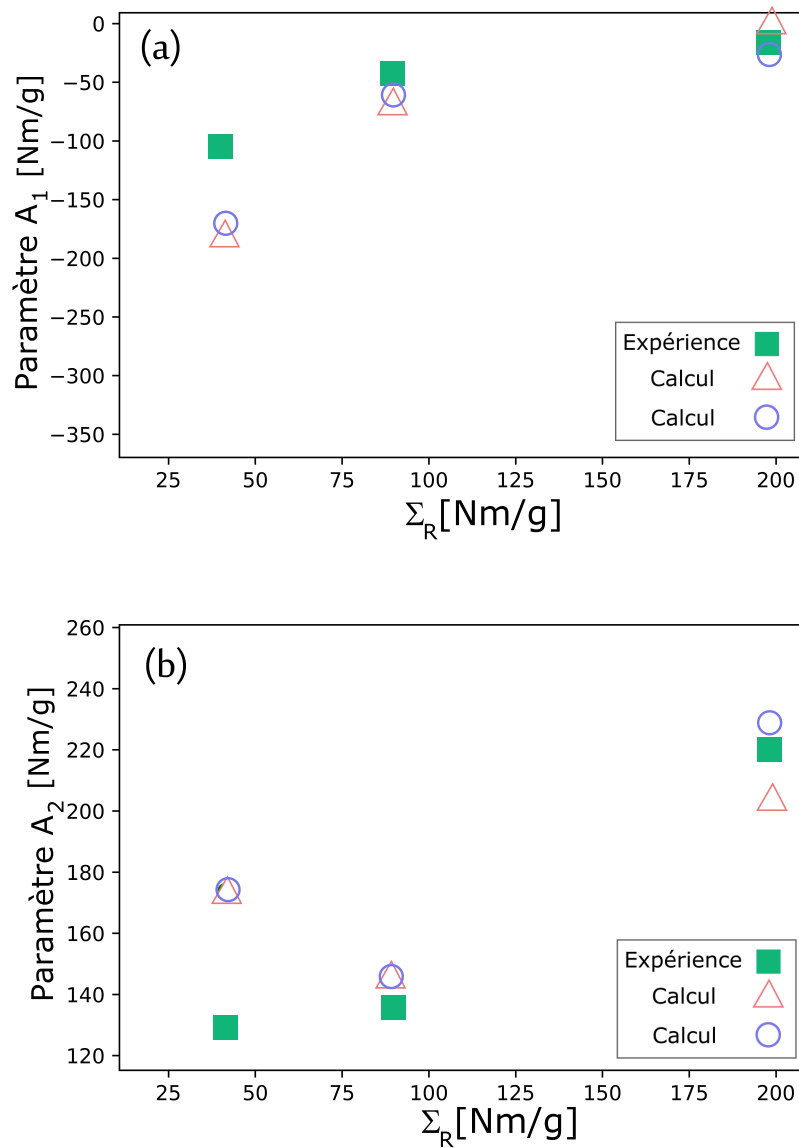 (a)
Paramètre A1 [Nm/g]
0
−50
−100
−150
−200
−250
−300
−350
Expérience
Calcul
Calcul
25 50 75 100 125 150 175 200
ΣR[Nm/g]
(b)
Paramètre A2 [Nm/g]
260
240
220
200
180
160
140
120
Expérience
Calcul
Calcul
25 50 75 100 125 150 175 200
ΣR[Nm/g]